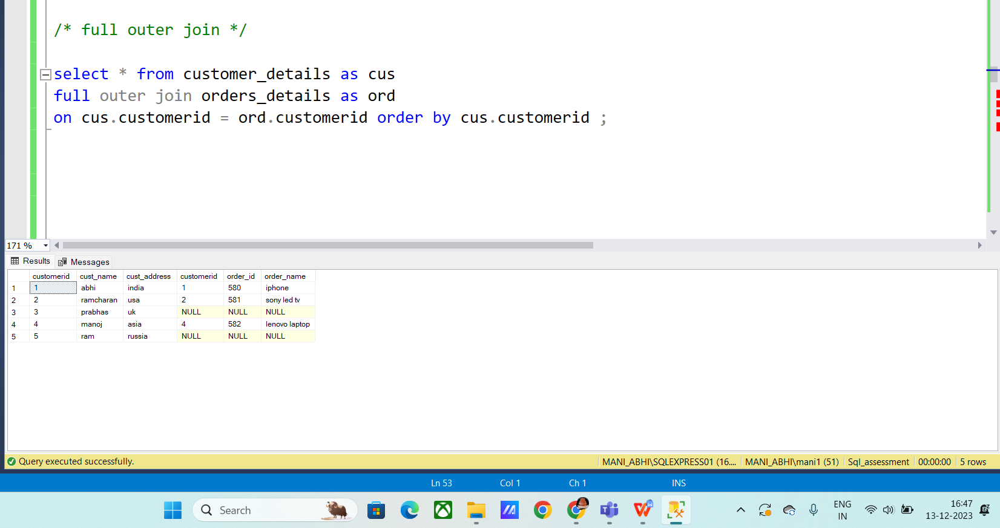 /* full outer join */
select * from customer_details as cus
full outer join orders_details as ord
on cus.customerid = ord.customerid order by cus.customerid ;
171 %
Results Messages
customerid cust_name cust_address customerid order_id order_name
1 1 abhi india 1 580 iphone
2 2 ramcharan usa 2 581 sony led tv
3 3 prabhas uk NULL NULL NULL
4 4 manoj asia 4 582 lenovo laptop
5 5 ram russia NULL NULL NULL
Query executed successfully. MANI_ABHI\SQLEXPRESS01 (16.... MANI_ABHI\mani1 (51) Sql_assessment 00:00:00 5 rows
Ln 53 Col 1 Ch 1 INS
Search ENG IN 16:47
13-12-2023